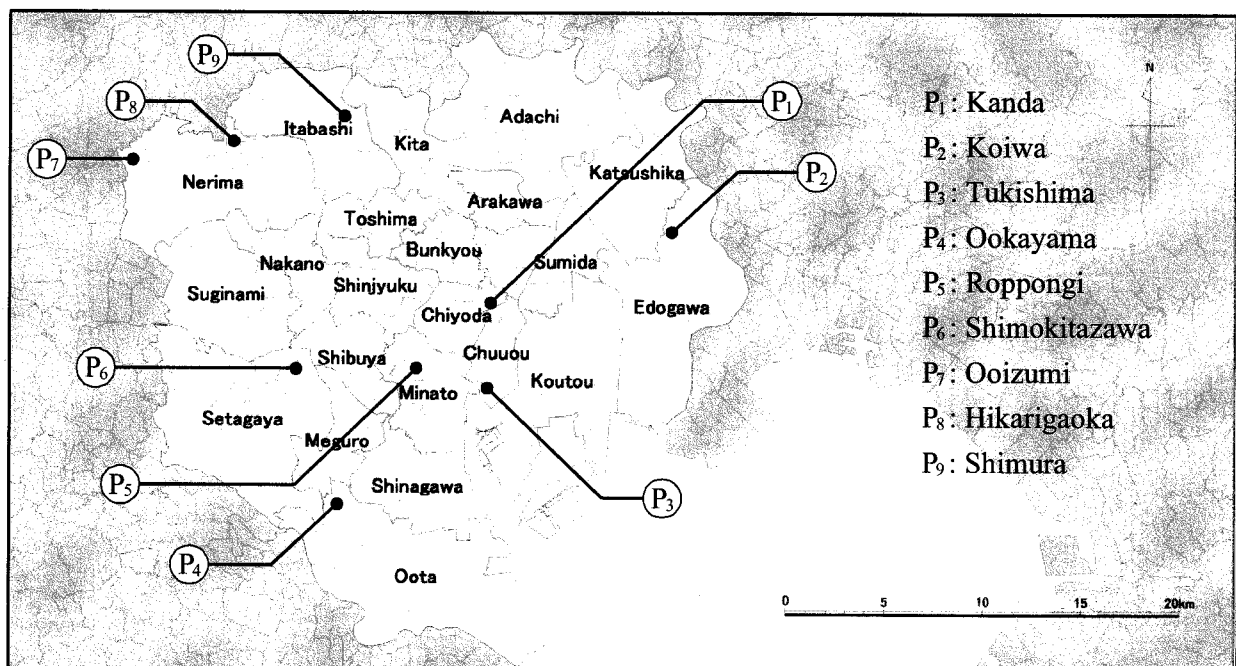 P9
P8
P1
P7
P2
N
Adachi
Itabashi
Kita
Katsushika
Nerima
Arakawa
Toshima
Bunkyou
Nakano
Sumida
Suginami
Shinjyuku
Chiyoda
Edogawa
P6
Shibuya
Chuuou
Koutou
Minato
Setagaya
Meguro
P5
Shinagawa
P3
P4
Oota
P1: Kanda
P2: Koiwa
P3: Tukishima
P4: Ookayama
P5: Roppongi
P6: Shimokitazawa
P7: Ooizumi
P8: Hikarigaoka
P9: Shimura
0 5 10 15 20km